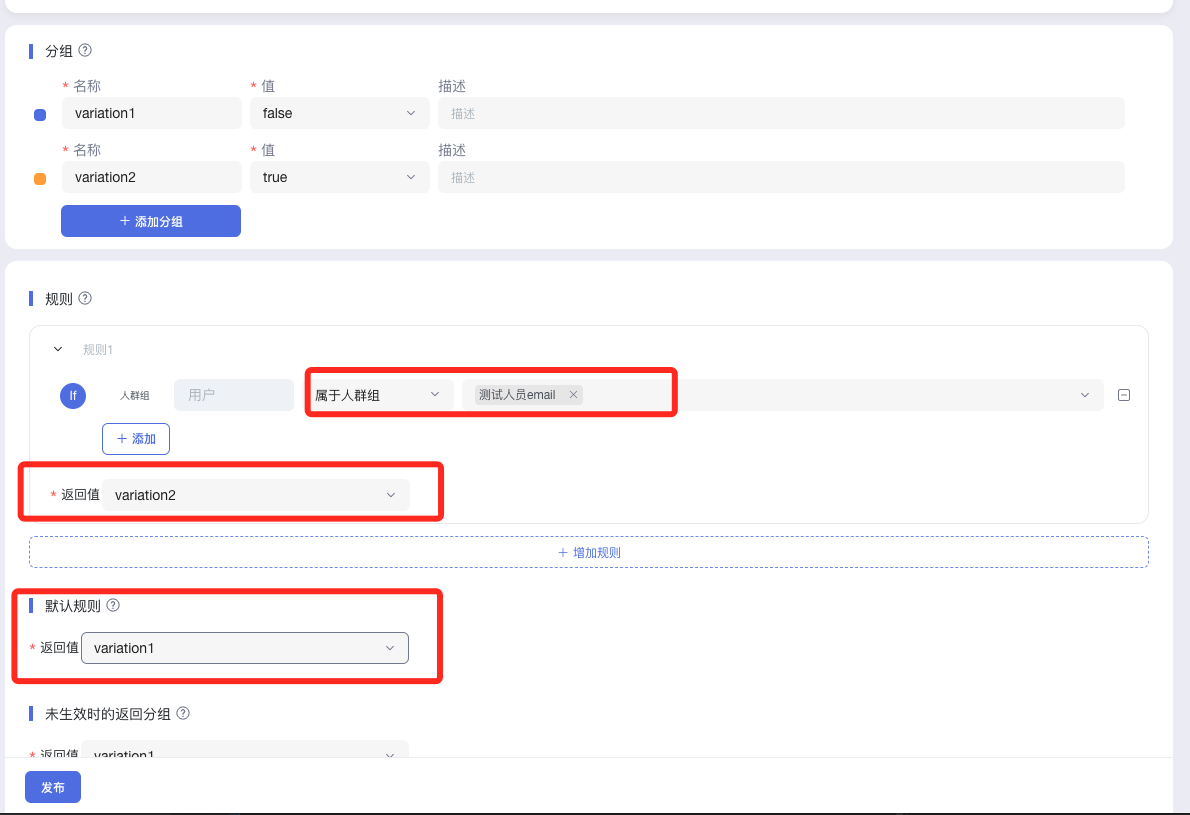 分组
* 名称 * 值 描述
variation1 false 描述
* 名称 * 值 描述
variation2 true 描述
+ 添加分组
规则
规则1
If 人群组 用户 属于人群组 测试人员email ×
+ 添加
* 返回值 variation2
+ 增加规则
默认规则
* 返回值 variation1
未生效时的返回分组
* 返回值 variation1
发布